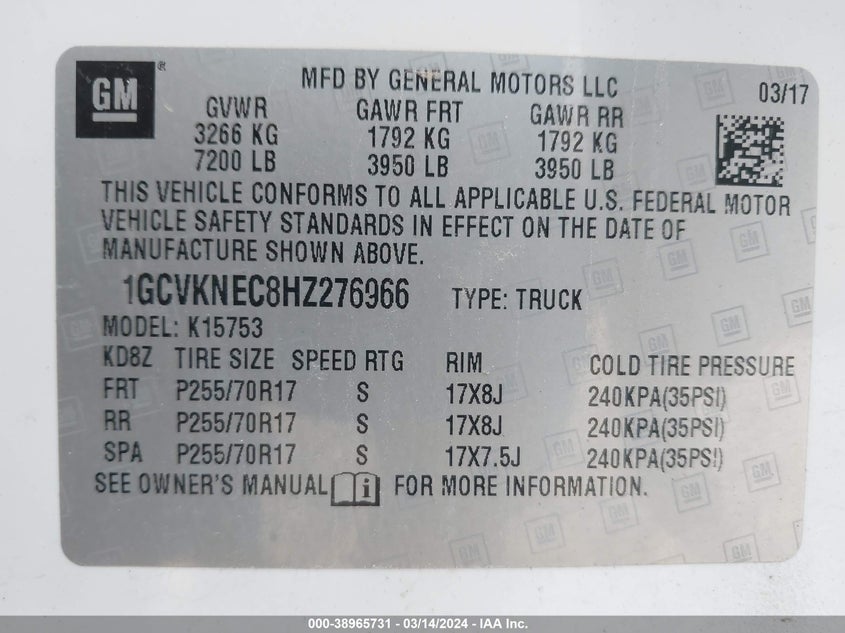 GM
MFD BY GENERAL MOTORS LLC 03/17
GVWR GAWR FRT GAWR RR
3266 KG 1792 KG 1792 KG
7200 LB 3950 LB 3950 LB
THIS VEHICLE CONFORMS TO ALL APPLICABLE U.S. FEDERAL MOTOR
VEHICLE SAFETY STANDARDS IN EFFECT ON THE DATE OF
MANUFACTURE SHOWN ABOVE.
1GCVKNEC8HZ276966 TYPE: TRUCK
MODEL: K15753
KD8Z TIRE SIZE SPEED RTG RIM COLD TIRE PRESSURE
FRT P255/70R17 S 17X8J 240KPA(35PSI)
RR P255/70R17 S 17X8J 240KPA(35PSI)
SPA P255/70R17 S 17X7.5J 240KPA(35PSI)
SEE OWNER'S MANUAL i FOR MORE INFORMATION.
000-38965731 - 03/14/2024 - IAA Inc.